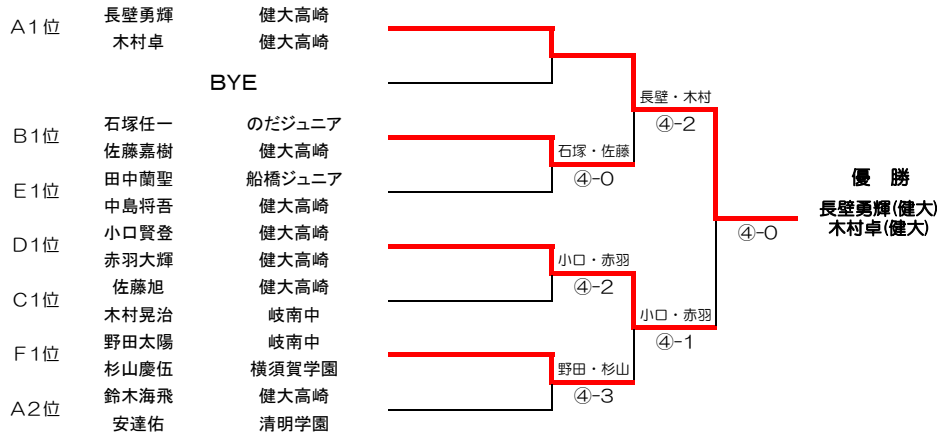 A1位 長壁勇輝 健大高崎
木村卓 健大高崎
BYE
B1位 石塚任一 のだジュニア
佐藤嘉樹 健大高崎
E1位 田中蘭聖 船橋ジュニア
中島将吾 健大高崎
D1位 小口賢登 健大高崎
赤羽大輝 健大高崎
C1位 佐藤旭 健大高崎
木村晃治 岐南中
F1位 野田太陽 岐南中
杉山慶伍 横須賀学園
A2位 鈴木海飛 健大高崎
安達佑 清明学園
石塚・佐藤
④-0
小口・赤羽
④-2
野田・杉山
④-3
長壁・木村
④-2
小口・赤羽
④-1
④-0
優 勝
長壁勇輝(健大)
木村卓(健大)